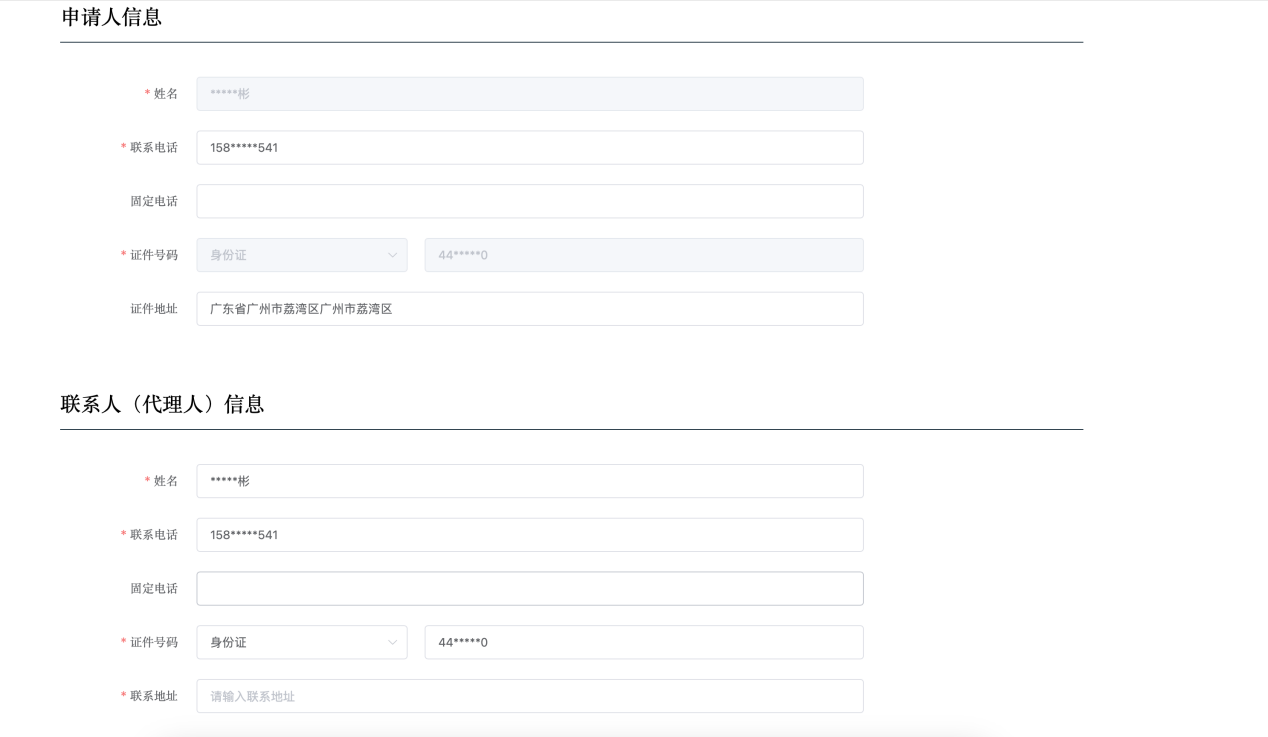 申请人信息
* 姓名 *****彬
* 联系电话 158*****541
固定电话
* 证件号码 身份证 44*****0
证件地址 广东省广州市荔湾区广州市荔湾区
联系人（代理人）信息
* 姓名 *****彬
* 联系电话 158*****541
固定电话
* 证件号码 身份证 44*****0
* 联系地址 请输入联系地址